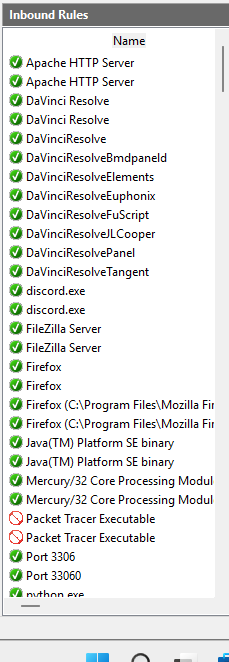 Inbound Rules
Name
Apache HTTP Server
Apache HTTP Server
DaVinci Resolve
DaVinci Resolve
DaVinciResolve
DaVinciResolveBmdpaneld
DaVinciResolveElements
DaVinciResolveEuphonix
DaVinciResolveFuScript
DaVinciResolveJLCooper
DaVinciResolvePanel
DaVinciResolveTangent
discord.exe
discord.exe
FileZilla Server
FileZilla Server
Firefox
Firefox
Firefox (C:\Program Files\Mozilla Fir
Firefox (C:\Program Files\Mozilla Fir
Java(TM) Platform SE binary
Java(TM) Platform SE binary
Mercury/32 Core Processing Modul
Mercury/32 Core Processing Modul
Packet Tracer Executable
Packet Tracer Executable
Port 3306
Port 33060
python.exe